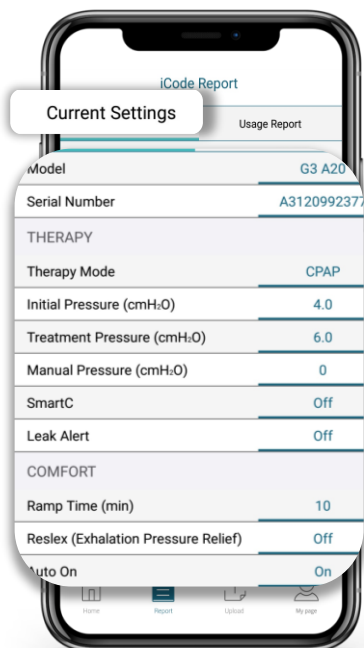 iCode Report
Current Settings
Usage Report
Model G3 A20
Serial Number A3120992377
THERAPY
Therapy Mode CPAP
Initial Pressure (cmH₂O) 4.0
Treatment Pressure (cmH₂O) 6.0
Manual Pressure (cmH₂O) 0
SmartC Off
Leak Alert Off
COMFORT
Ramp Time (min) 10
Reslex (Exhalation Pressure Relief) Off
Auto On On
Home Report Upload My page